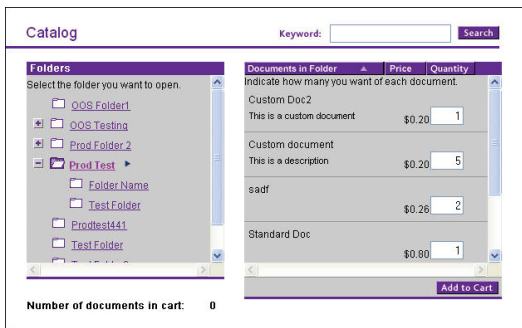 Catalog
Keyword:
Search
Folders
Select the folder you want to open.
OOS Folder1
OOS Testing
Prod Folder 2
Prod Test
Folder Name
Test Folder
Prodtest441
Test Folder
Documents in Folder Price Quantity
Indicate how many you want of each document.
Custom Doc2
This is a custom document $0.20 1
Custom document
This is a description $0.20 5
sadf
$0.26 2
Standard Doc
$0.80 1
Add to Cart
Number of documents in cart: 0